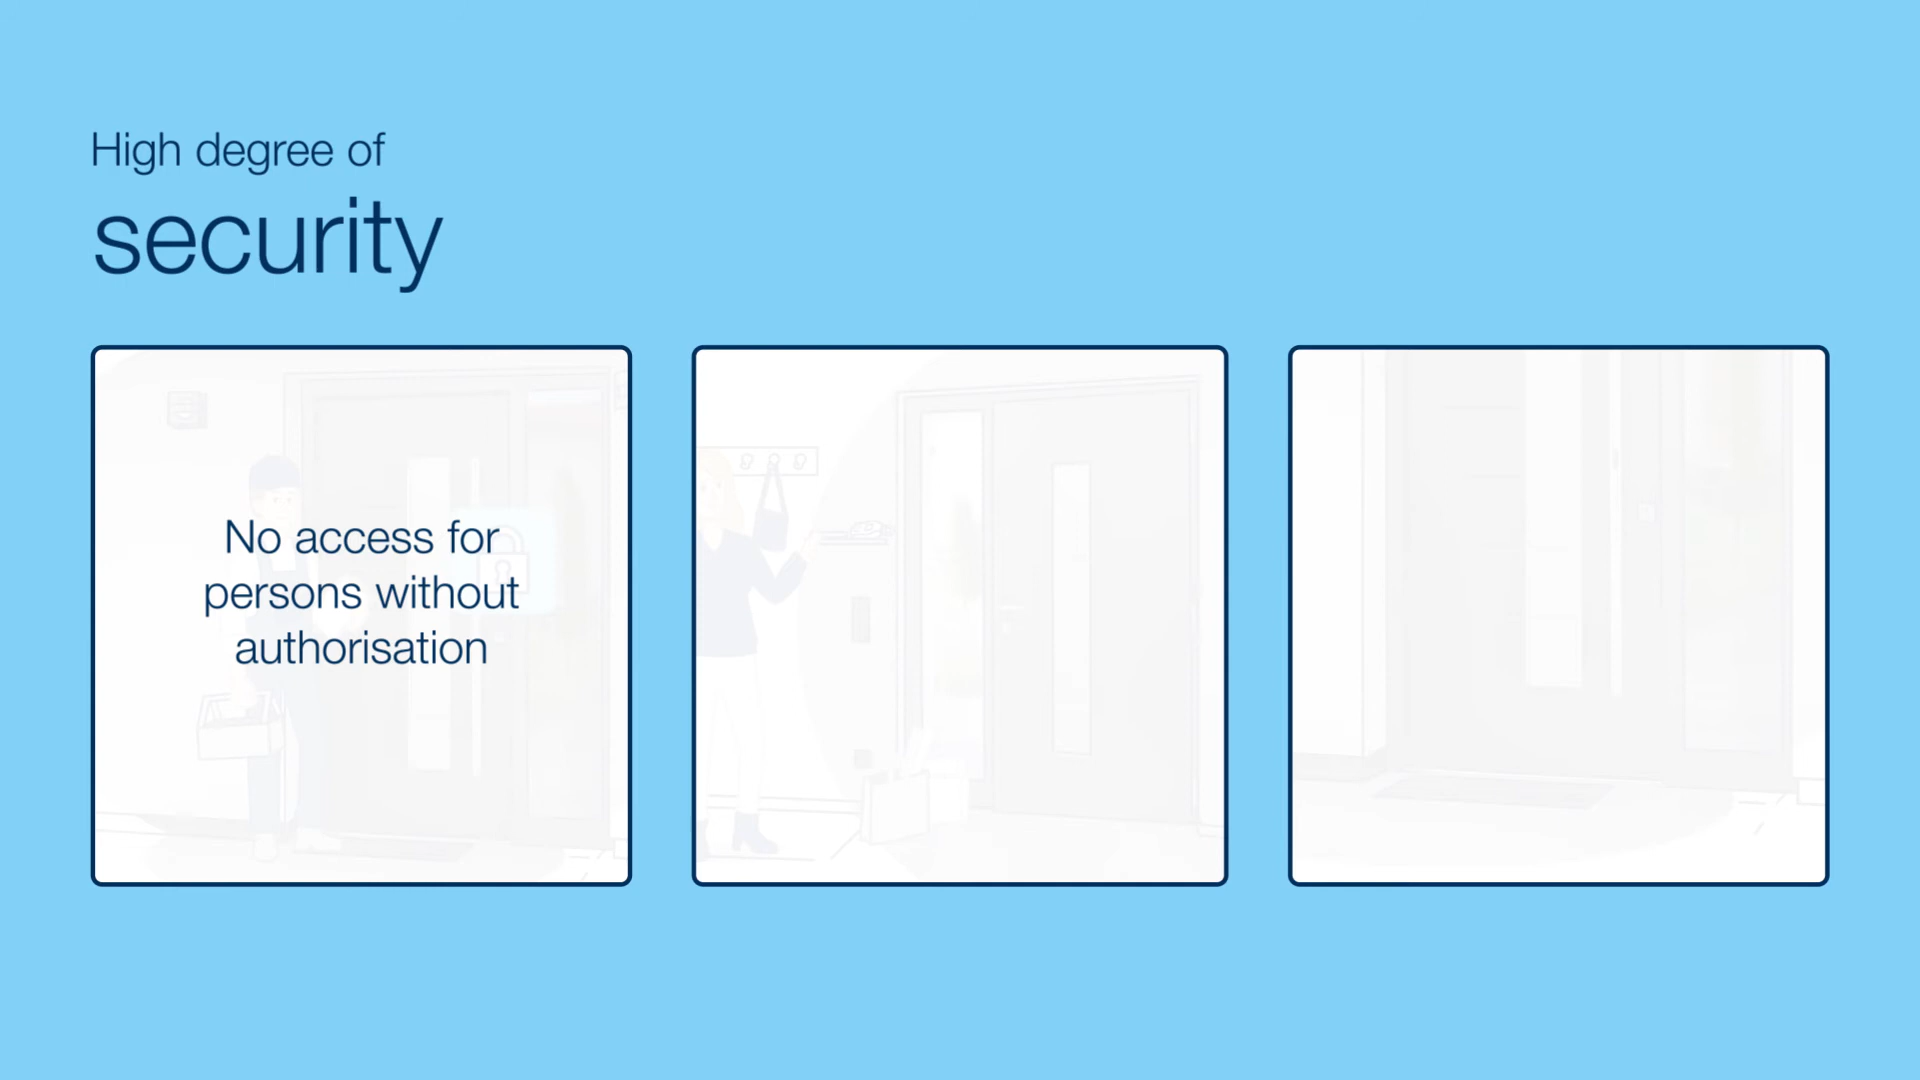 High degree of
security
No access for
persons without
authorisation